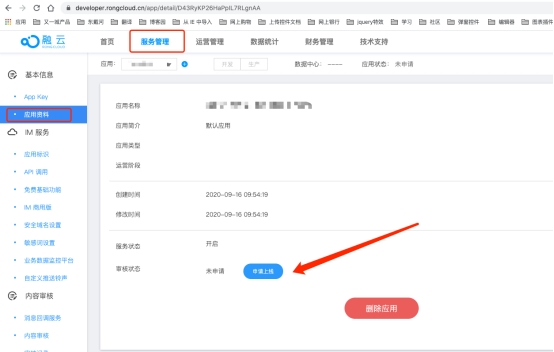 developer.rongcloud.cn/app/detail/D43RyKP26HaPpIL7RLgnAA
应用 又一城产品 东戴河 翻译 博客园 从 IE 中导入 网上购物 上传控件文档 网上银行 jquery特效 学习 社区 弹窗控件 编辑器
融云
首页 服务管理 运营管理 数据统计 财务管理 技术支持
应用: 开发 生产 数据中心: ---- 应用状态: 未申请
基本信息
App Key
应用资料
IM 服务
应用标识
API 调用
免费基础功能
IM 商用版
安全域名设置
敏感词设置
业务数据监控平台
自定义推送铃声
内容审核
消息回调服务
内容审核
应用名称
应用简介 默认应用
应用类型
运营阶段
创建时间 2020-09-16 09:54:19
修改时间 2020-09-16 09:54:19
服务状态 开启
审核状态 未申请 申请上线
删除应用